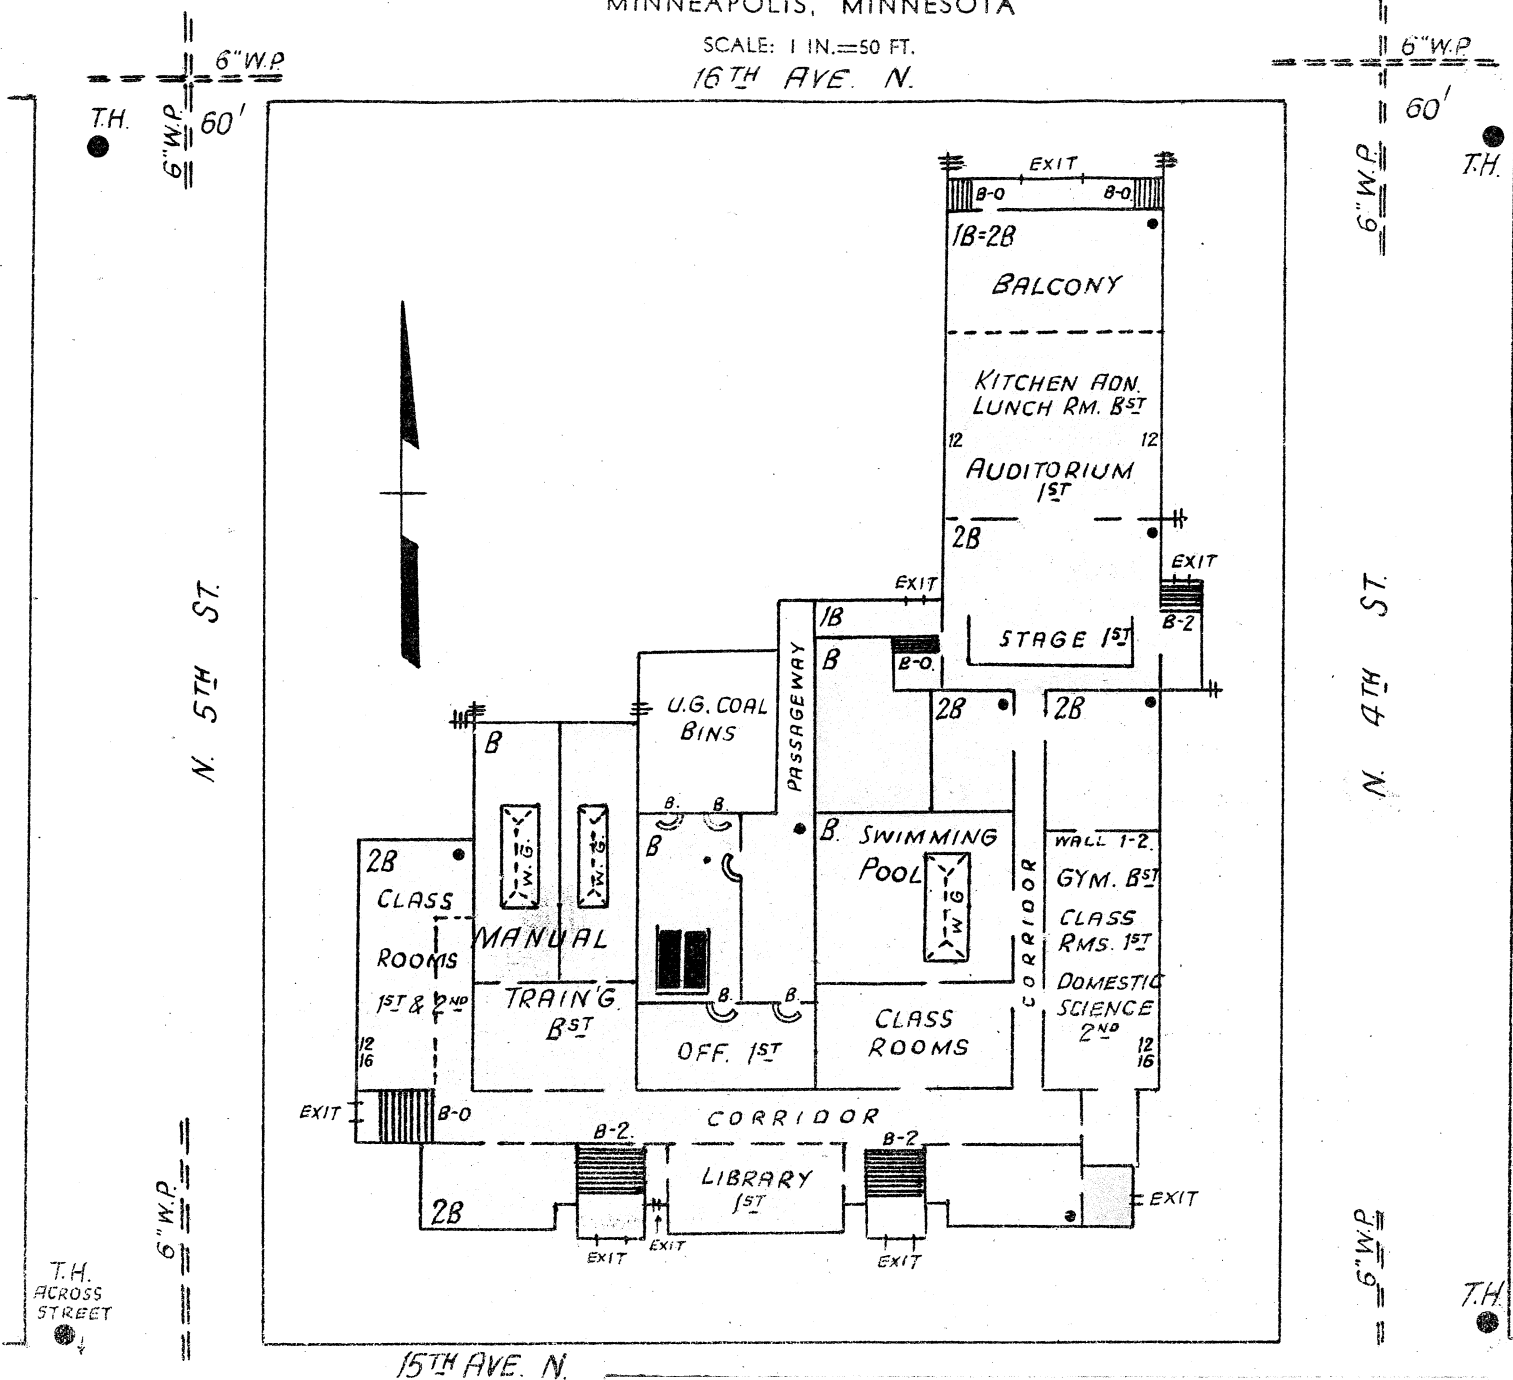 MINNEAPOLIS, MINNESOTA
SCALE: 1 IN.=50 FT.
16TH AVE. N.
6"W.P.
6"W.P.
T.H.
6"W.P.
60'
60'
T.H.
6"W.P.
EXIT
B-0
B-0
1B=2B
BALCONY
KITCHEN ADN.
LUNCH RM. BST
12
12
AUDITORIUM
1ST
2B
EXIT
EXIT
B-2
1B
STAGE 1ST
N. 5TH ST.
N. 4TH ST.
B
B-0.
PASSAGEWAY
U.G. COAL
BINS
2B
2B
B
B.
B.
B
B.
SWIMMING
POOL
W.G.
W.G.
W G
WALL 1-2.
GYM. BST
CLASS
RMS. 1ST
DOMESTIC
SCIENCE
2ND
12
16
CORRIDOR
2B
CLASS
ROOMS
1ST & 2ND
12
16
MANUAL
TRAIN'G.
BST
B.
B.
OFF. 1ST
CLASS
ROOMS
EXIT
B-0
CORRIDOR
B-2.
B-2
LIBRARY
1ST
2B
EXIT
EXIT
EXIT
EXIT
6"W.P.
6"W.P.
T.H.
ACROSS
STREET
T.H.
15TH AVE. N.